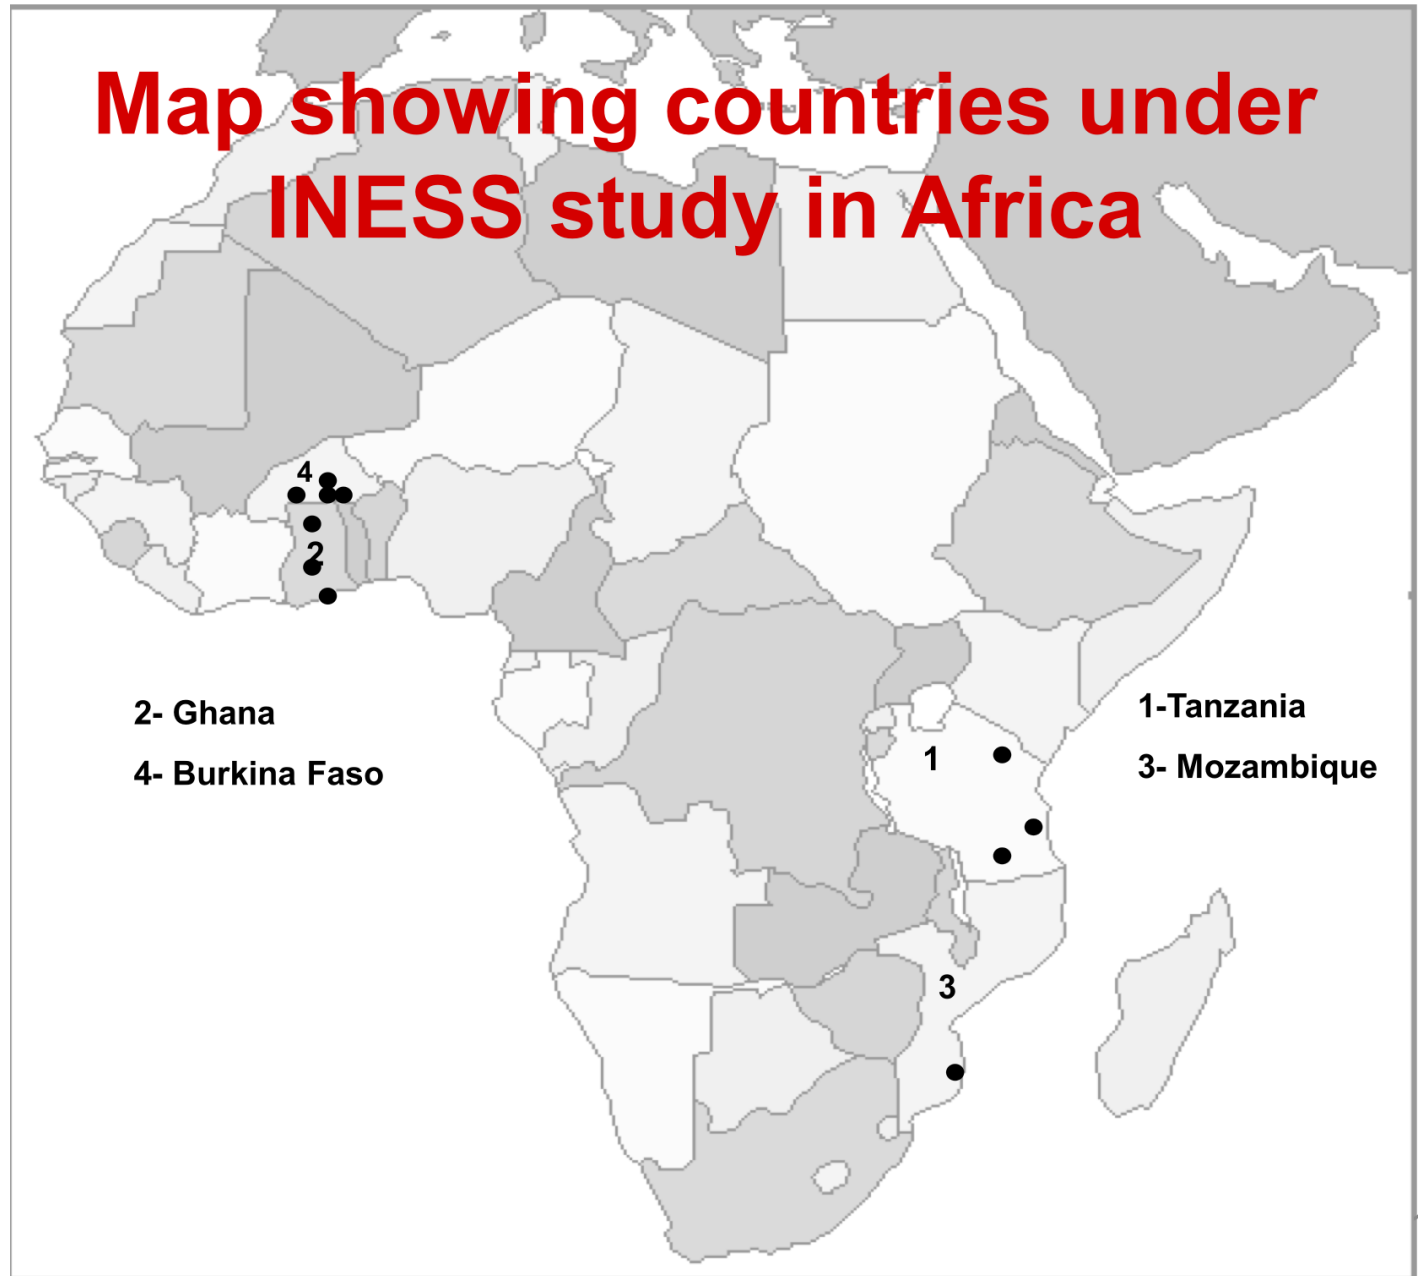 Map showing countries under
INESS study in Africa
4
2
2- Ghana
4- Burkina Faso
1-Tanzania
3- Mozambique
1
3